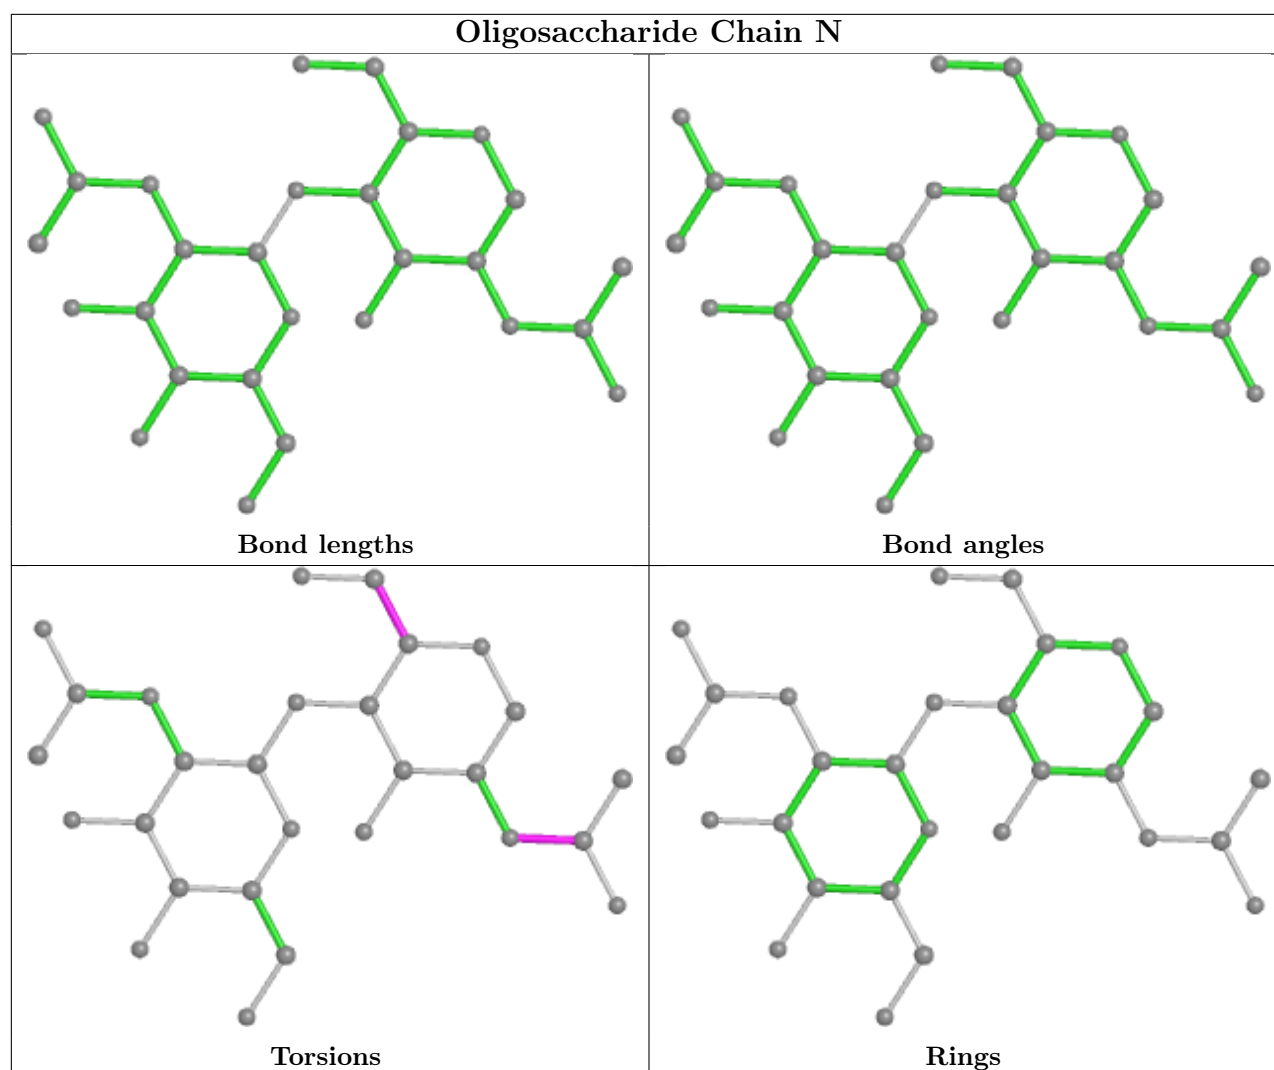 Oligosaccharide Chain N
Bond lengths
Bond angles
Torsions
Rings